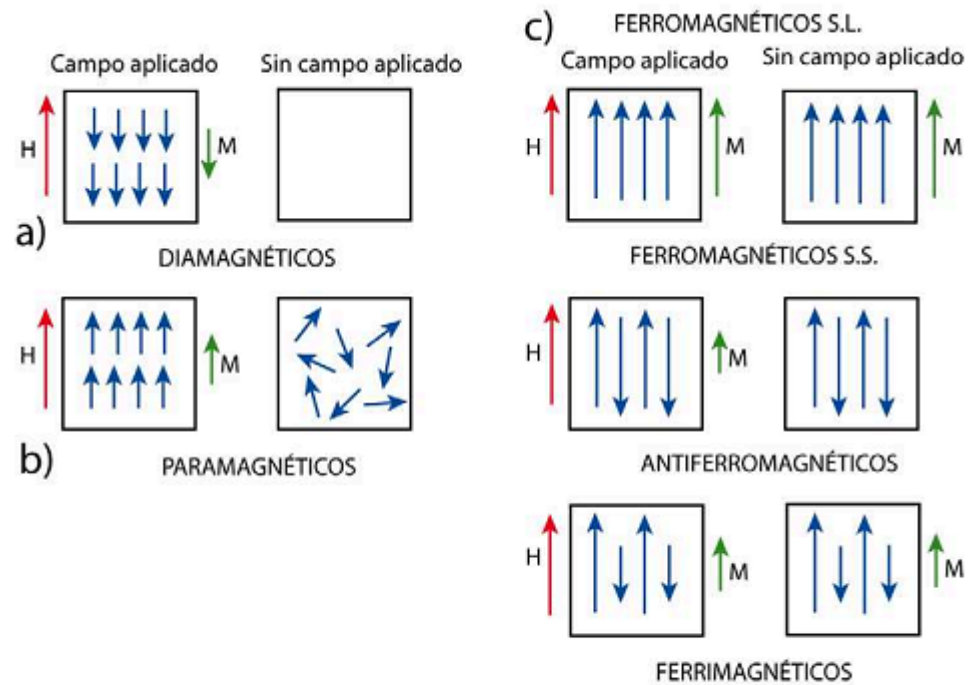 Campo aplicado
Sin campo aplicado
H
M
a)
DIAMAGNÉTICOS
H
M
b)
PARAMAGNÉTICOS
c)
FERROMAGNÉTICOS S.L.
Campo aplicado
Sin campo aplicado
H
M
M
FERROMAGNÉTICOS S.S.
H
M
ANTIFERROMAGNÉTICOS
H
M
M
FERRIMAGNÉTICOS